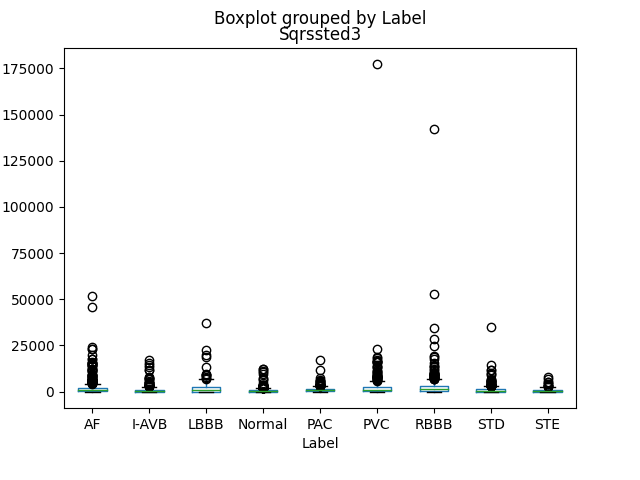 Boxplot grouped by Label
Sqrssted3
175000
150000
125000
100000
75000
50000
25000
0
AF I-AVB LBBB Normal PAC PVC RBBB STD STE
Label